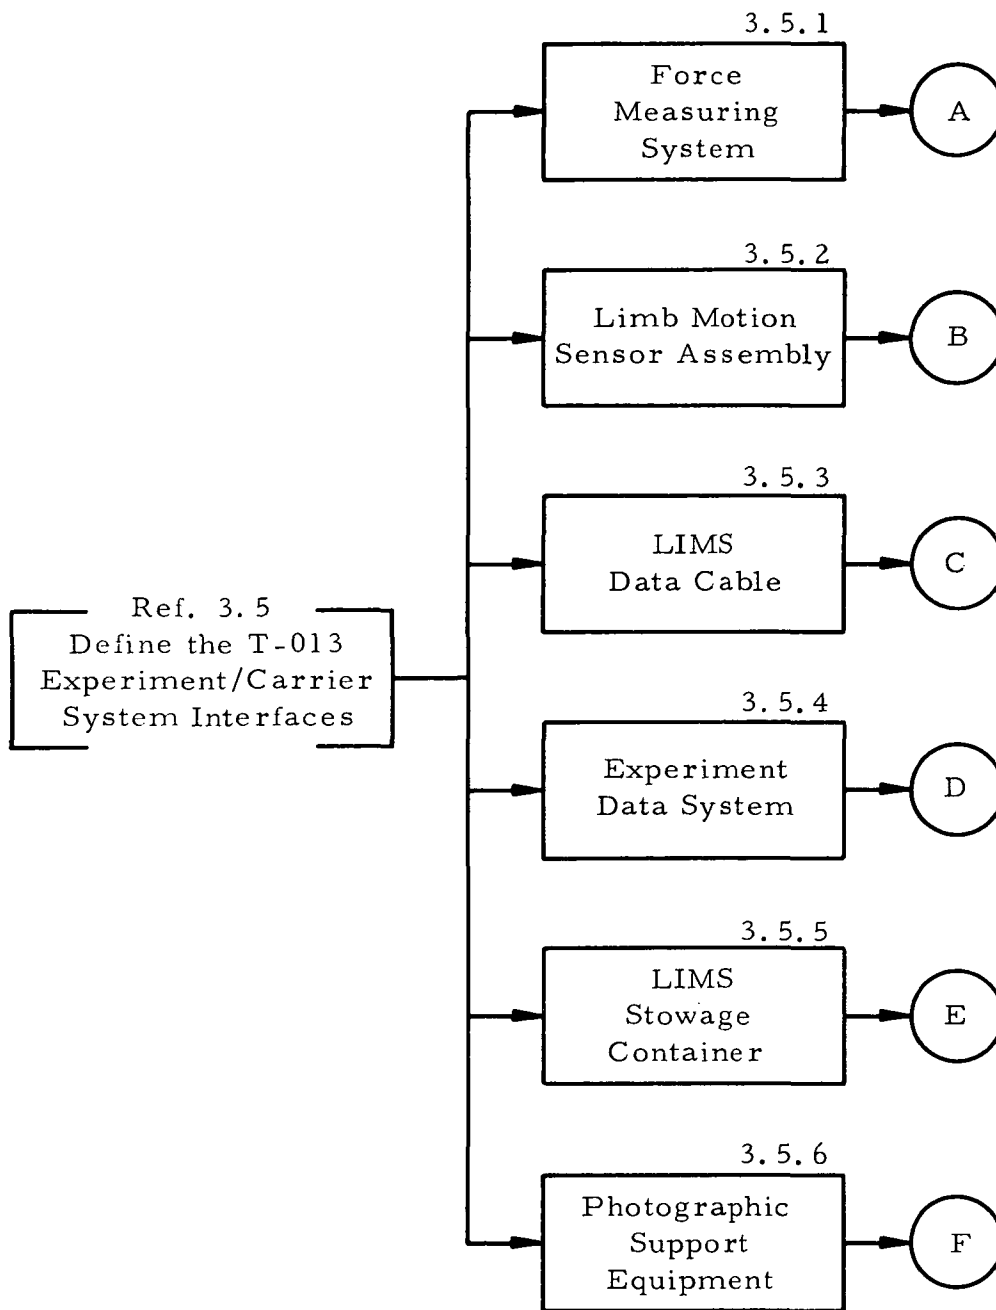 3.5.1
Force
Measuring
System
A
3.5.2
Limb Motion
Sensor Assembly
B
3.5.3
LIMS
Data Cable
C
Ref. 3.5
Define the T-013
Experiment/Carrier
System Interfaces
3.5.4
Experiment
Data System
D
3.5.5
LIMS
Stowage
Container
E
3.5.6
Photographic
Support
Equipment
F